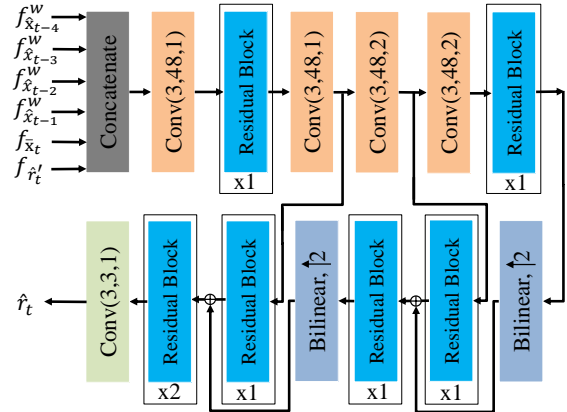 f^W_{x̂_{t-4}}
f^W_{x̂_{t-3}}
f^W_{x̂_{t-2}}
f^W_{x̂_{t-1}}
f_{x̄_t}
f_{r̂'_t}
Concatenate
Conv(3,48,1)
Residual Block
x1
Conv(3,48,1)
Conv(3,48,2)
Conv(3,48,2)
Residual Block
x1
r̂_t
Conv(3,3,1)
Residual Block
x2
Residual Block
x1
Bilinear, ↑2
Residual Block
x1
Residual Block
x1
Bilinear, ↑2